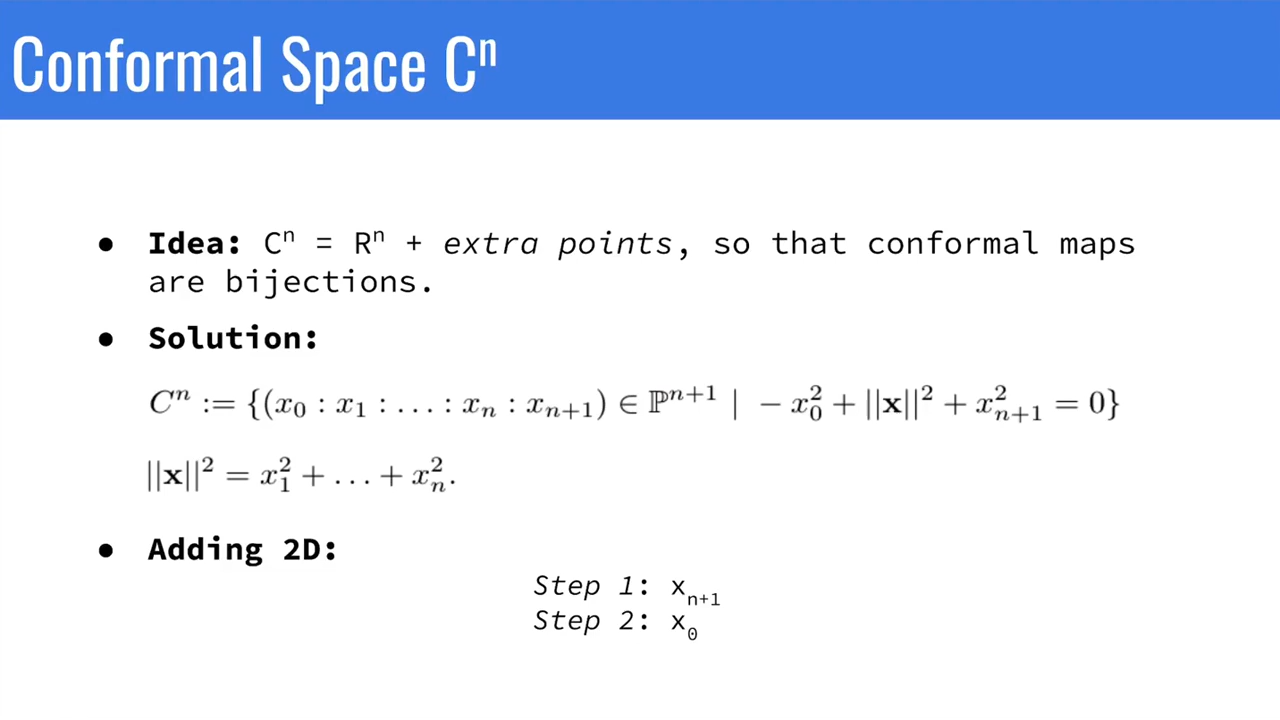 Conformal Space Cⁿ
● Idea: Cⁿ = Rⁿ + extra points, so that conformal maps
are bijections.
● Solution:
Cⁿ := {(x₀ : x₁ : … : xₙ : xₙ₊₁) ∈ ℙⁿ⁺¹ | − x₀² + ||𝐱||² + xₙ₊₁² = 0}
||𝐱||² = x₁² + … + xₙ².
● Adding 2D:
Step 1: xₙ₊₁
Step 2: x₀